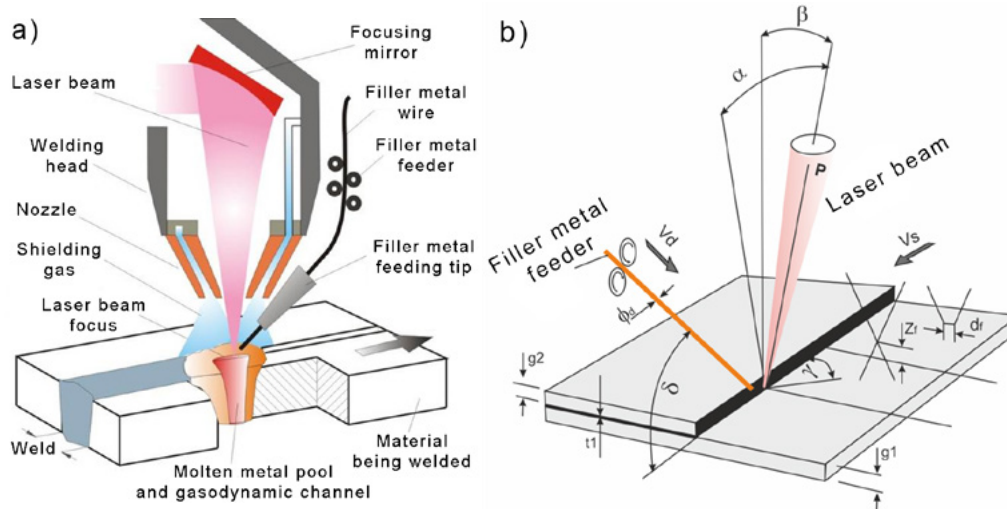 a)
Focusing
mirror
Laser beam
Filler metal
wire
Welding
head
Filler metal
feeder
Nozzle
Shielding
gas
Filler metal
feeding tip
Laser beam
focus
Weld
Material
being welded
Molten metal pool
and gasodynamic channel
b)
β
α
P
Laser beam
Filler metal
feeder
Vd
Vs
ϕd
Zf
df
g2
γ
δ
t1
g1